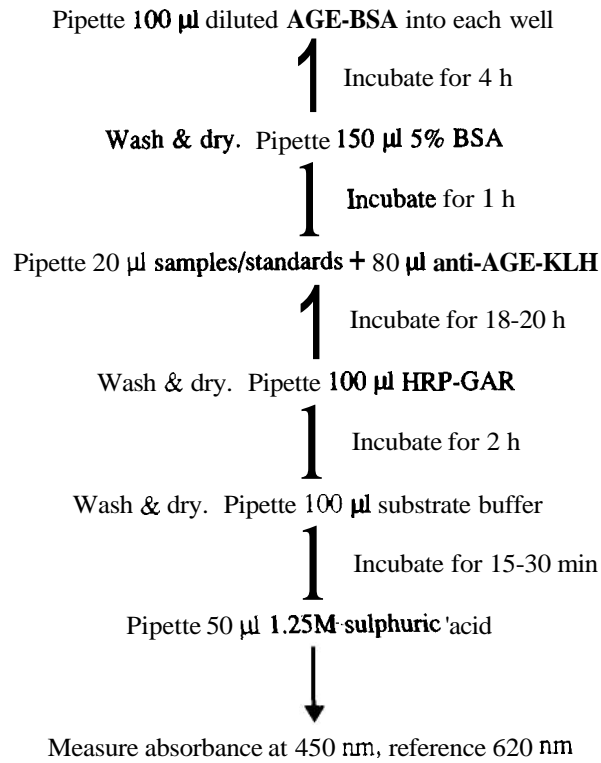 Pipette 100 µl diluted AGE-BSA into each well
Incubate for 4 h
Wash & dry. Pipette 150 µl 5% BSA
Incubate for 1 h
Pipette 20 µl samples/standards + 80 µl anti-AGE-KLH
Incubate for 18-20 h
Wash & dry. Pipette 100 µl HRP-GAR
Incubate for 2 h
Wash & dry. Pipette 100 µl substrate buffer
Incubate for 15-30 min
Pipette 50 µl 1.25M sulphuric 'acid
Measure absorbance at 450 nm, reference 620 nm